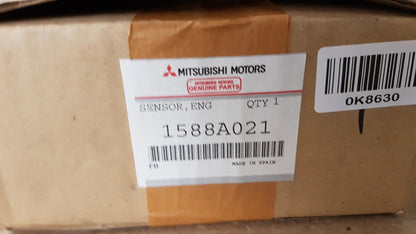 MITSUBISHI MOTORS
MITSUBISHI MOTORS
GENUINE PARTS
SENSOR,ENG QTY 1
1588A021
FB MADE IN SPAIN
0K8630